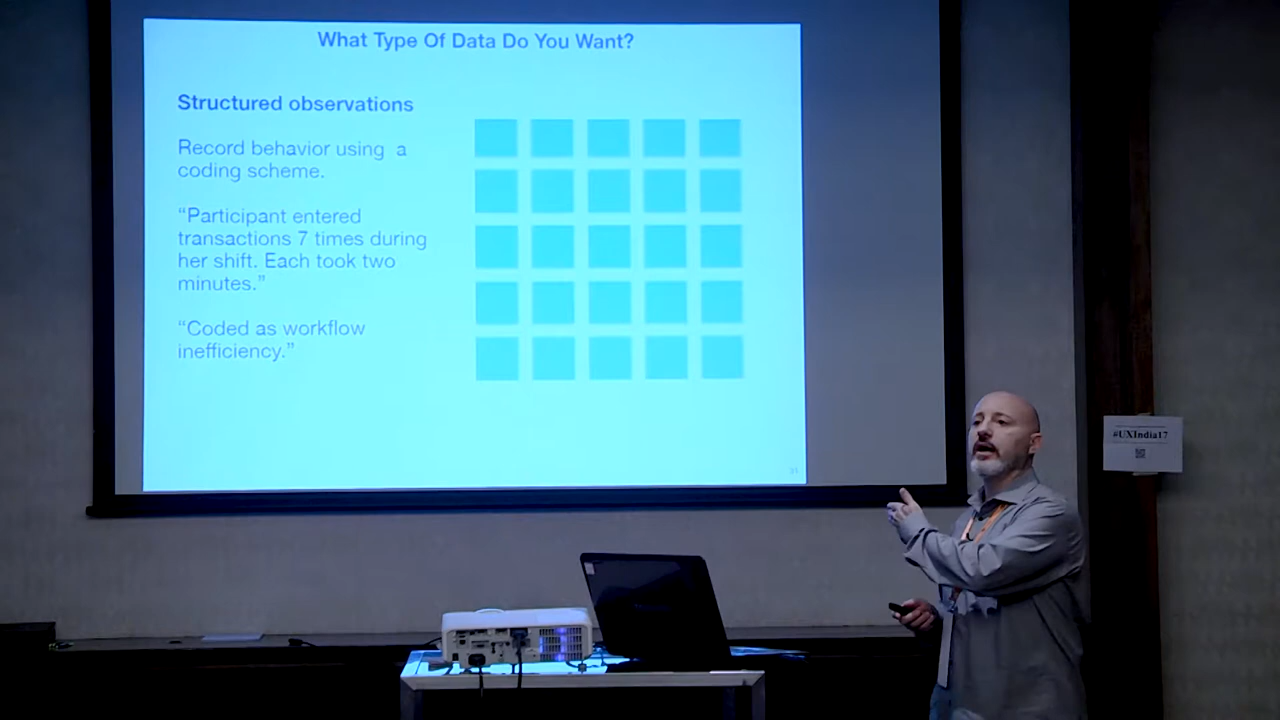 What Type Of Data Do You Want?
Structured observations
Record behavior using a
coding scheme.
“Participant entered
transactions 7 times during
her shift. Each took two
minutes.”
“Coded as workflow
inefficiency.”
#UXIndia17